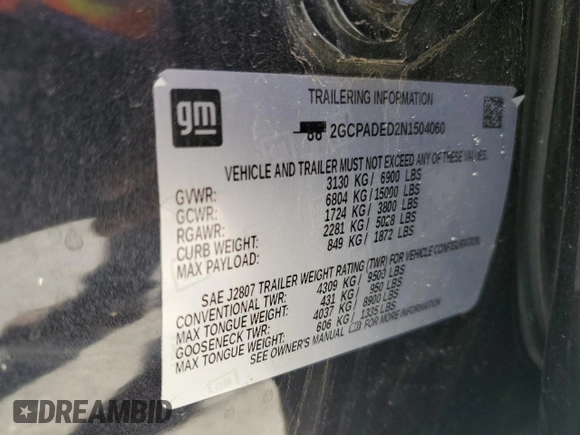 gm
TRAILERING INFORMATION
2GCPADED2N1504060
VEHICLE AND TRAILER MUST NOT EXCEED ANY OF THESE VALUES.
GVWR: 3130 KG / 6900 LBS
GCWR: 6804 KG / 15000 LBS
RGAWR: 1724 KG / 3800 LBS
CURB WEIGHT: 2281 KG / 5028 LBS
MAX PAYLOAD: 849 KG / 1872 LBS
SAE J2807 TRAILER WEIGHT RATING (TWR) FOR VEHICLE CONFIGURATION.
CONVENTIONAL TWR: 4309 KG / 9500 LBS
MAX TONGUE WEIGHT: 431 KG / 950 LBS
GOOSENECK TWR: 4037 KG / 8900 LBS
MAX TONGUE WEIGHT: 606 KG / 1335 LBS
SEE OWNER'S MANUAL FOR MORE INFORMATION
DREAMBID